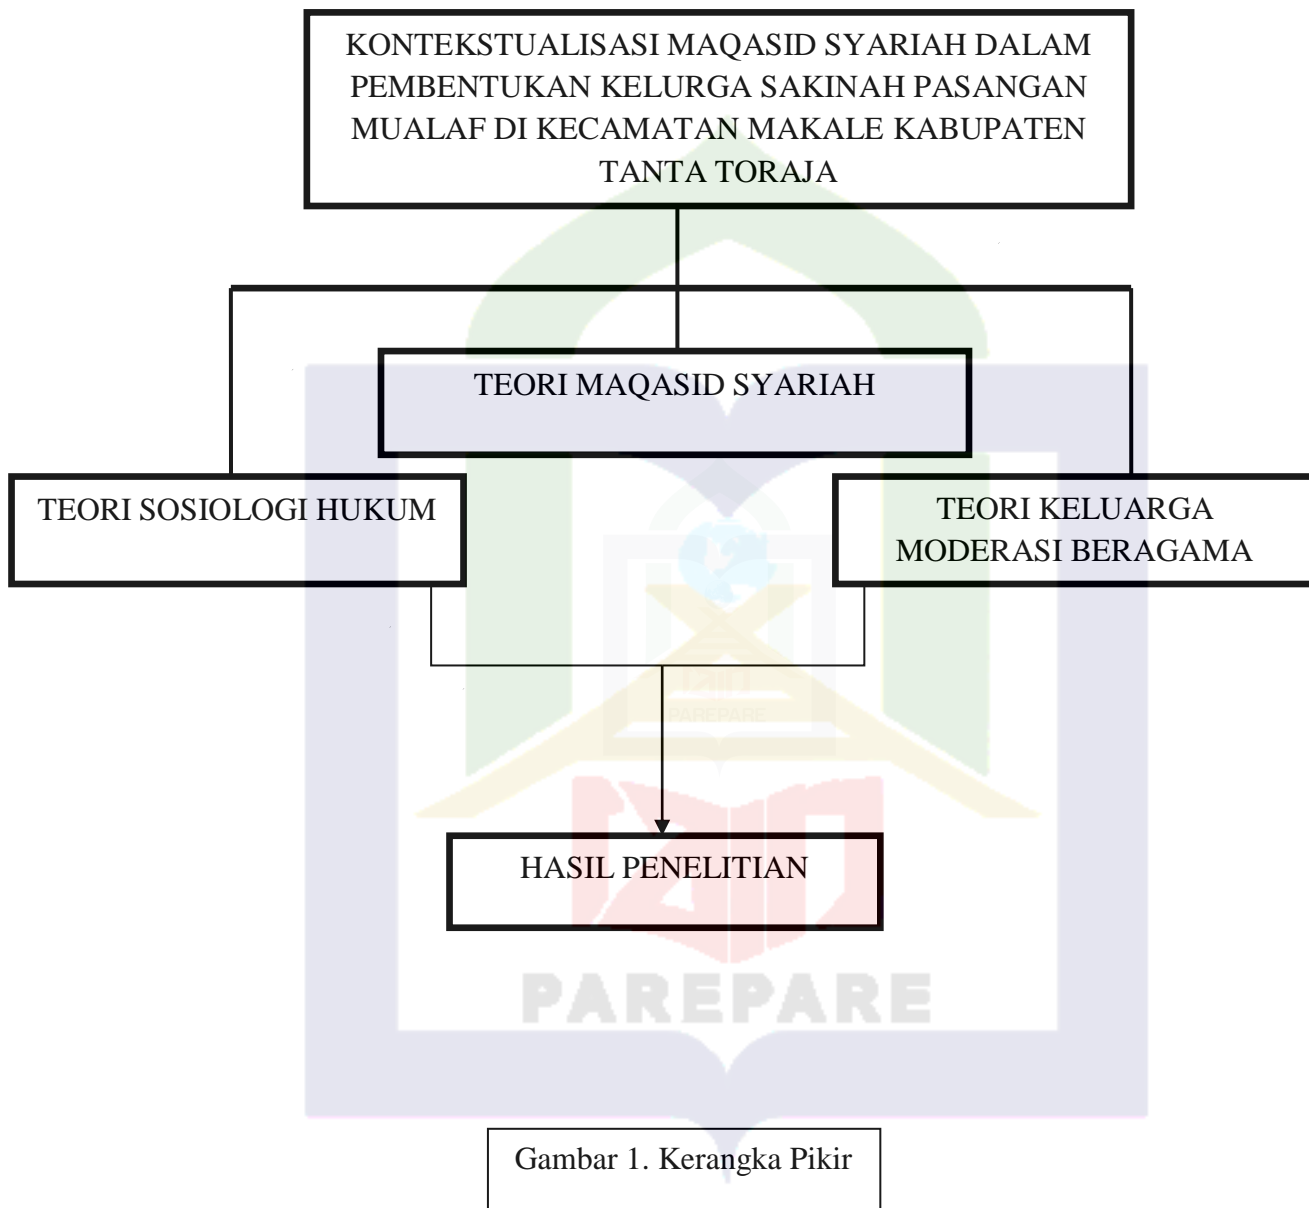 KONTEKSTUALISASI MAQASID SYARIAH DALAM
PEMBENTUKAN KELURGA SAKINAH PASANGAN
MUALAF DI KECAMATAN MAKALE KABUPATEN
TANTA TORAJA
TEORI MAQASID SYARIAH
TEORI SOSIOLOGI HUKUM
TEORI KELUARGA
MODERASI BERAGAMA
PAREPARE
HASIL PENELITIAN
PAREPARE
Gambar 1. Kerangka Pikir